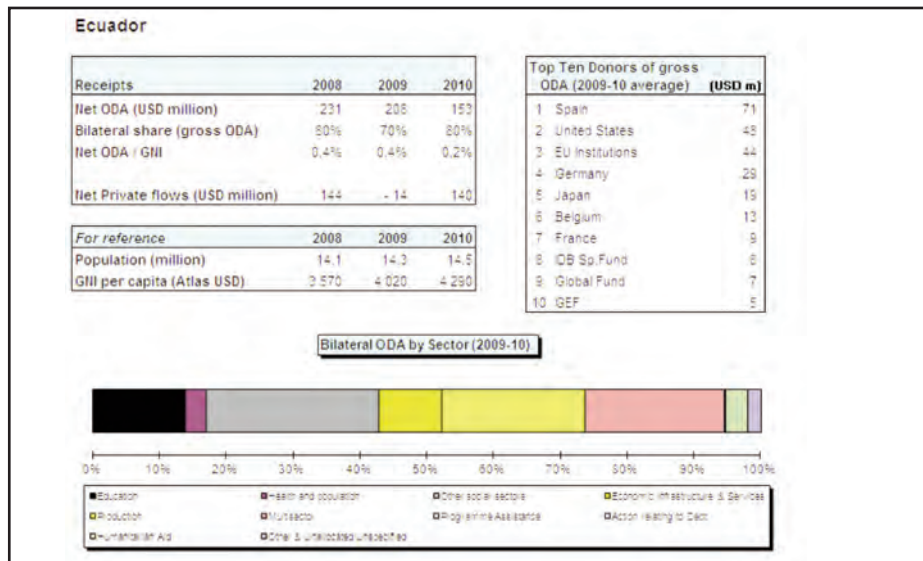 Ecuador
Receipts 2008 2009 2010
Net ODA (USD million) 231 208 153
Bilateral share (gross ODA) 80% 70% 80%
Net ODA / GNI 0.4% 0.4% 0.2%
Net Private flows (USD million) 144 - 14 140
For reference 2008 2009 2010
Population (million) 14.1 14.3 14.5
GNI per capita (Atlas USD) 3 570 4 020 4 290
Top Ten Donors of gross
ODA (2009-10 average) (USD m)
1 Spain 71
2 United States
3 EU Institutions 44
4 Germany 29
5 Japan 19
6 Belgium 13
7 France 9
8 IDB Sp.Fund
9 Global Fund 7
10 GEF 5
Bilateral ODA by Sector (2009-10)
0% 10% 20% 30% 40% 50% 60% 70% 80% 90% 100%
Education Health and population Other social sectors Economic Infrastructure & Services
Production Multisector Programme Assistance Action relating to Debt
Humanitarian Aid Other & Unallocated/Unspecified